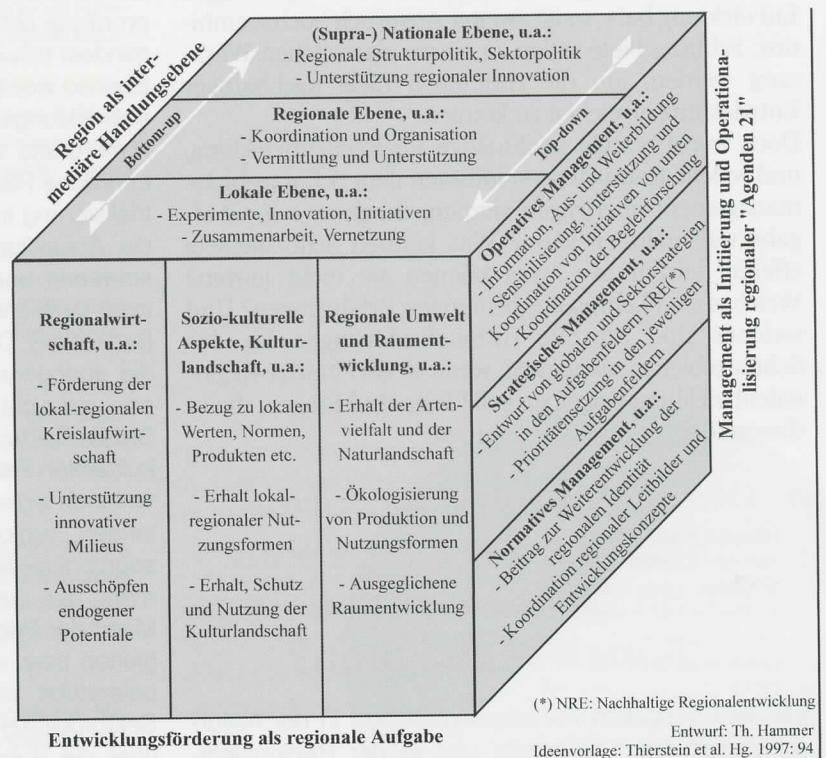 Region als inter-
mediäre Handlungsebene
Bottom-up
Top-down
(Supra-) Nationale Ebene, u.a.:
- Regionale Strukturpolitik, Sektorpolitik
- Unterstützung regionaler Innovation
Regionale Ebene, u.a.:
- Koordination und Organisation
- Vermittlung und Unterstützung
Lokale Ebene, u.a.:
- Experimente, Innovation, Initiativen
- Zusammenarbeit, Vernetzung
Regionalwirt-
schaft, u.a.:
- Förderung der
lokal-regionalen
Kreislaufwirt-
schaft
- Unterstützung
innovativer
Milieus
- Ausschöpfen
endogener
Potentiale
Sozio-kulturelle
Aspekte, Kultur-
landschaft, u.a.:
- Bezug zu lokalen
Werten, Normen,
Produkten etc.
- Erhalt lokal-
regionaler Nut-
zungsformen
- Erhalt, Schutz
und Nutzung der
Kulturlandschaft
Regionale Umwelt
und Raument-
wicklung, u.a.:
- Erhalt der Arten-
vielfalt und der
Naturlandschaft
- Ökologisierung
von Produktion und
Nutzungsformen
- Ausgeglichene
Raumentwicklung
Operatives Management, u.a.:
- Information, Aus- und Weiterbildung
- Sensibilisierung, Unterstützung und
Koordination von Initiativen von unten
- Koordination der Begleitforschung
Strategisches Management, u.a.:
- Entwurf von globalen und Sektorstrategien
in den Aufgabenfeldern NRE(*)
- Prioritätensetzung in den jeweiligen
Aufgabenfeldern
Normatives Management, u.a.:
- Beitrag zur Weiterentwicklung der
regionalen Identität
- Koordination regionaler Leitbilder und
Entwicklungskonzepte
Management als Initiierung und Operationa-
lisierung regionaler "Agenden 21"
Entwicklungsförderung als regionale Aufgabe
(*) NRE: Nachhaltige Regionalentwicklung
Entwurf: Th. Hammer
Ideenvorlage: Thierstein et al. Hg. 1997: 94